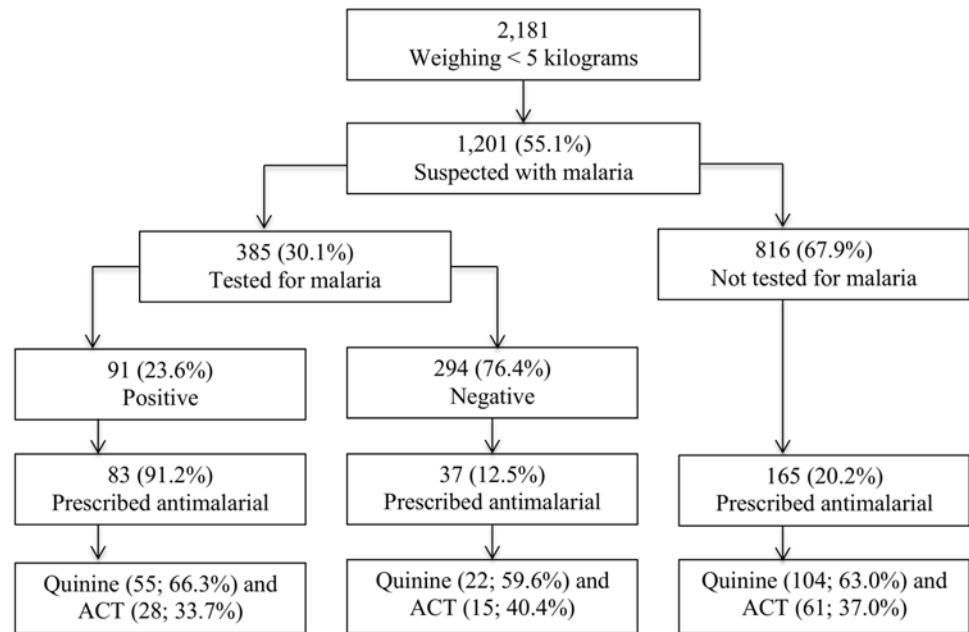 2,181
Weighing < 5 kilograms
1,201 (55.1%)
Suspected with malaria
385 (30.1%)
Tested for malaria
816 (67.9%)
Not tested for malaria
91 (23.6%)
Positive
294 (76.4%)
Negative
83 (91.2%)
Prescribed antimalarial
37 (12.5%)
Prescribed antimalarial
165 (20.2%)
Prescribed antimalarial
Quinine (55; 66.3%) and
ACT (28; 33.7%)
Quinine (22; 59.6%) and
ACT (15; 40.4%)
Quinine (104; 63.0%) and
ACT (61; 37.0%)